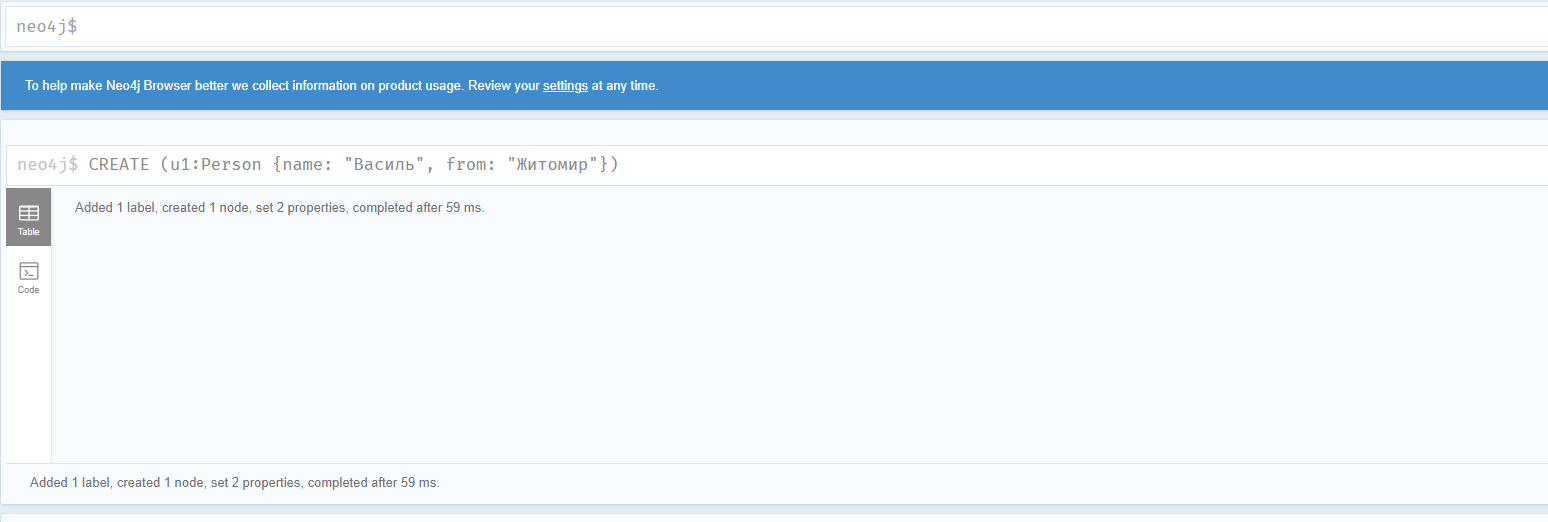 neo4j$
To help make Neo4j Browser better we collect information on product usage. Review your settings at any time.
neo4j$ CREATE (u1:Person {name: "Василь", from: "Житомир"})
Added 1 label, created 1 node, set 2 properties, completed after 59 ms.
Table
Code
Added 1 label, created 1 node, set 2 properties, completed after 59 ms.